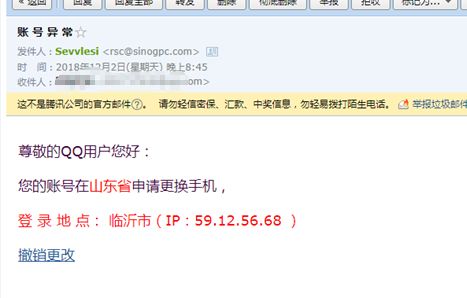 « 返回 回复 回复全部 转发 删除 彻底删除 举报 拒收 标记为...
账号异常☆
发件人：Sevvlesi <rsc@sinogpc.com>
时 间：2018年12月2日(星期天) 晚上8:45
收件人：com>
这不是腾讯公司的官方邮件?。 请勿轻信密保、汇款、中奖信息，勿轻易拨打陌生电话。 举报垃圾邮件
尊敬的QQ用户您好：
您的账号在山东省申请更换手机，
登 录 地 点： 临沂市（ IP：59.12.56.68 ）
撤销更改